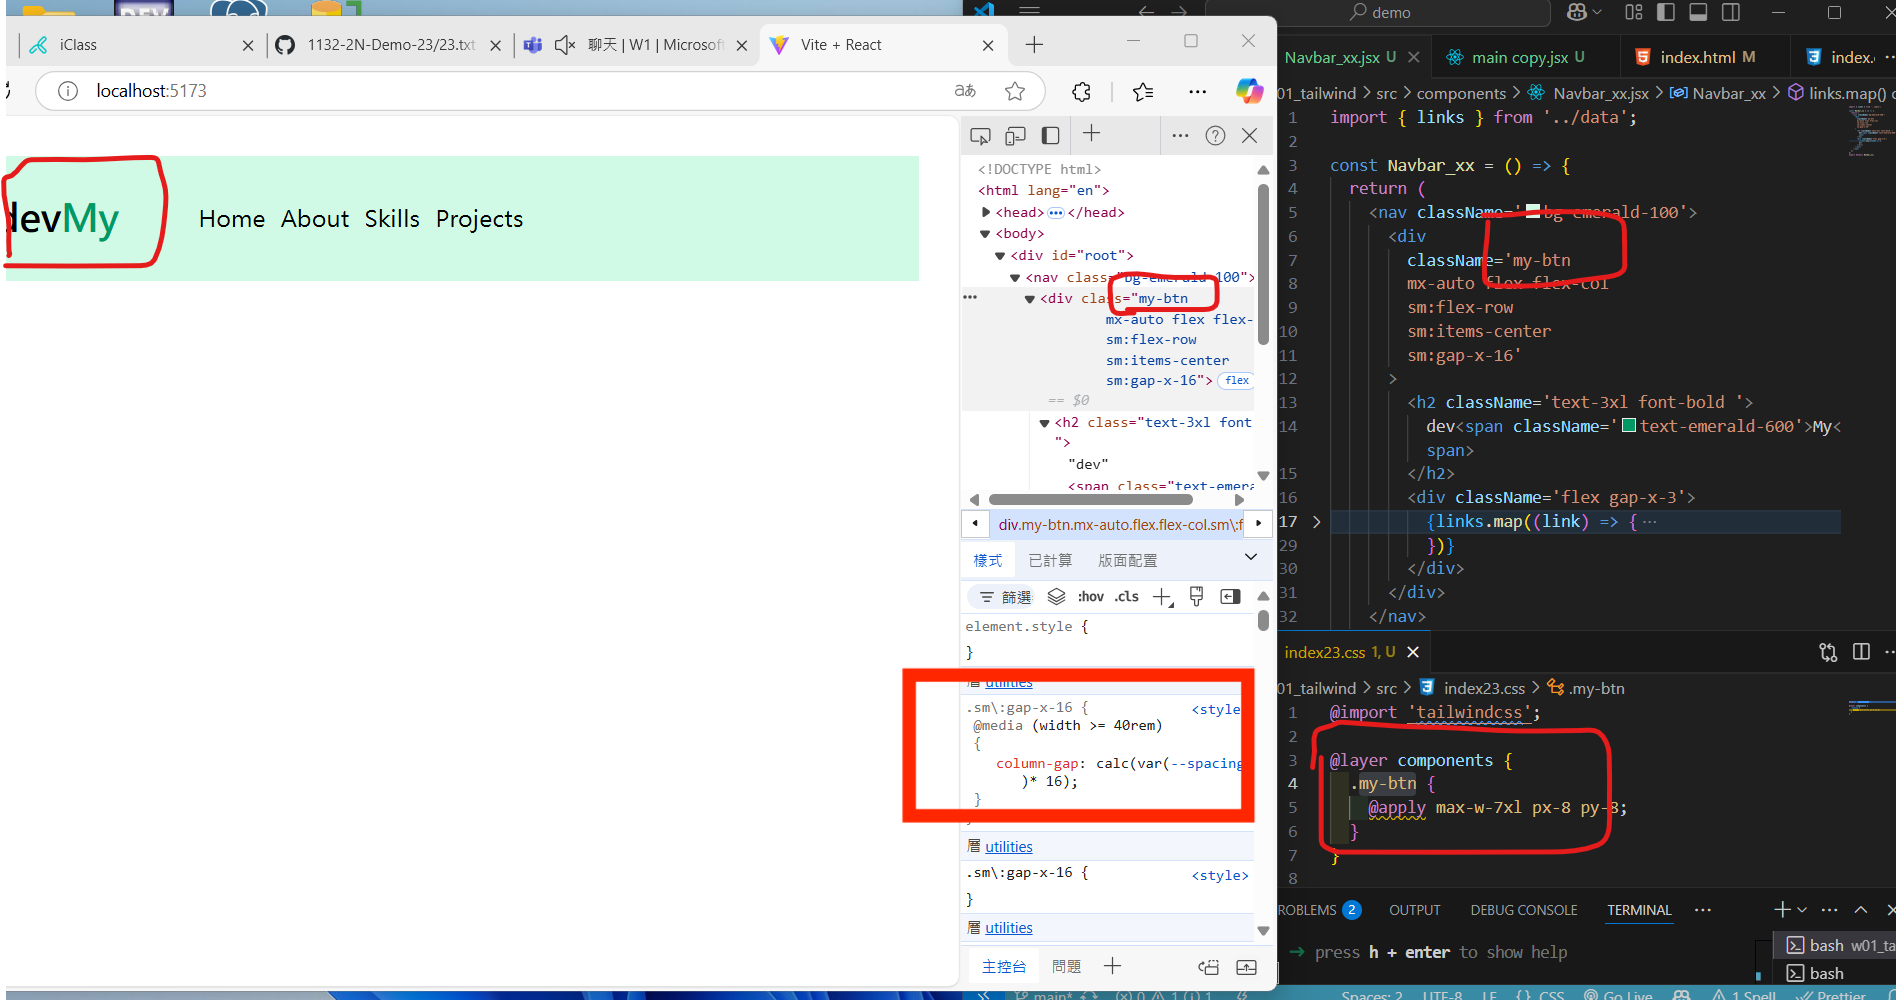 iClass
1132-2N-Demo-23/23.txt
聊天 | W1 | Microsoft
Vite + React
localhost:5173
aあ
devMy
Home About Skills Projects
<!DOCTYPE html>
<html lang="en">
<head> ••• </head>
<body>
<div id="root">
<nav class="bg-emerald-100">
<div class="my-btn
mx-auto flex flex-
sm:flex-row
sm:items-center
sm:gap-x-16"> flex
== $0
<h2 class="text-3xl font
">
"dev"
<span class="text-emera
div.my-btn.mx-auto.flex.flex-col.sm\:f
樣式 已計算 版面配置
篩選 :hov .cls
element.style {
}
層 utilities
.sm\:gap-x-16 { <style
@media (width >= 40rem)
{
column-gap: calc(var(--spacing
)* 16);
}
}
層 utilities
.sm\:gap-x-16 { <style>
}
層 utilities
主控台 問題
demo
Navbar_xx.jsx U
main copy.jsx U
index.html M
index.
01_tailwind > src > components > Navbar_xx.jsx > Navbar_xx > links.map()
1 import { links } from '../data';
2
3 const Navbar_xx = () => {
4 return (
5 <nav className='bg-emerald-100'>
6 <div
7 className='my-btn
8 mx-auto flex flex-col
9 sm:flex-row
10 sm:items-center
11 sm:gap-x-16'
12 >
13 <h2 className='text-3xl font-bold '>
14 dev<span className='text-emerald-600'>My<
span>
15 </h2>
16 <div className='flex gap-x-3'>
17 {links.map((link) => { ···
29 })}
30 </div>
31 </div>
32 </nav>
index23.css 1, U
01_tailwind > src > index23.css > .my-btn
1 @import 'tailwindcss';
2
3 @layer components {
4 .my-btn {
5 @apply max-w-7xl px-8 py-8;
6 }
7 }
8
ROBLEMS 2 OUTPUT DEBUG CONSOLE TERMINAL
→ press h + enter to show help
bash w01_ta
bash
main* 0 1 1 Spaces: 2 UTF-8 LF {} CSS Go Live 1 Spell Prettier